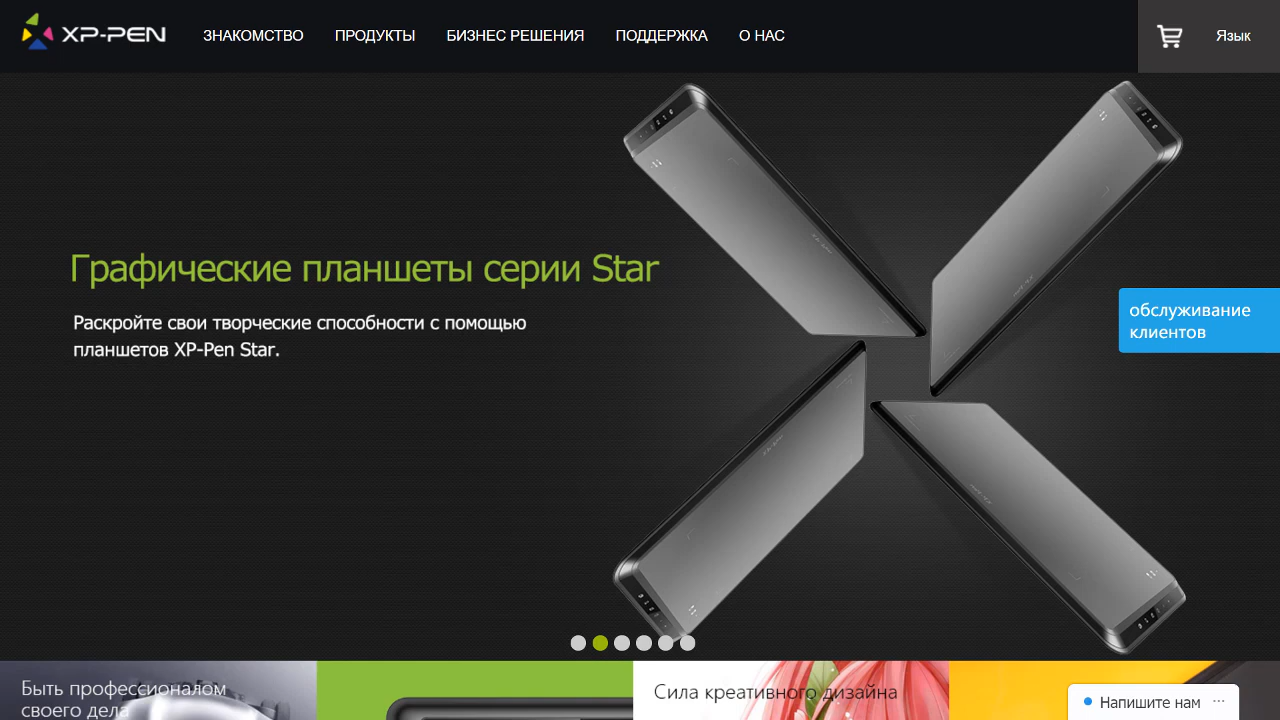 XP-PEN
ЗНАКОМСТВО ПРОДУКТЫ БИЗНЕС РЕШЕНИЯ ПОДДЕРЖКА О НАС
Язык
Графические планшеты серии Star
Раскройте свои творческие способности с помощью
планшетов XP-Pen Star.
обслуживание
клиентов
Быть профессионалом
своего дела
Сила креативного дизайна
Напишите нам ...